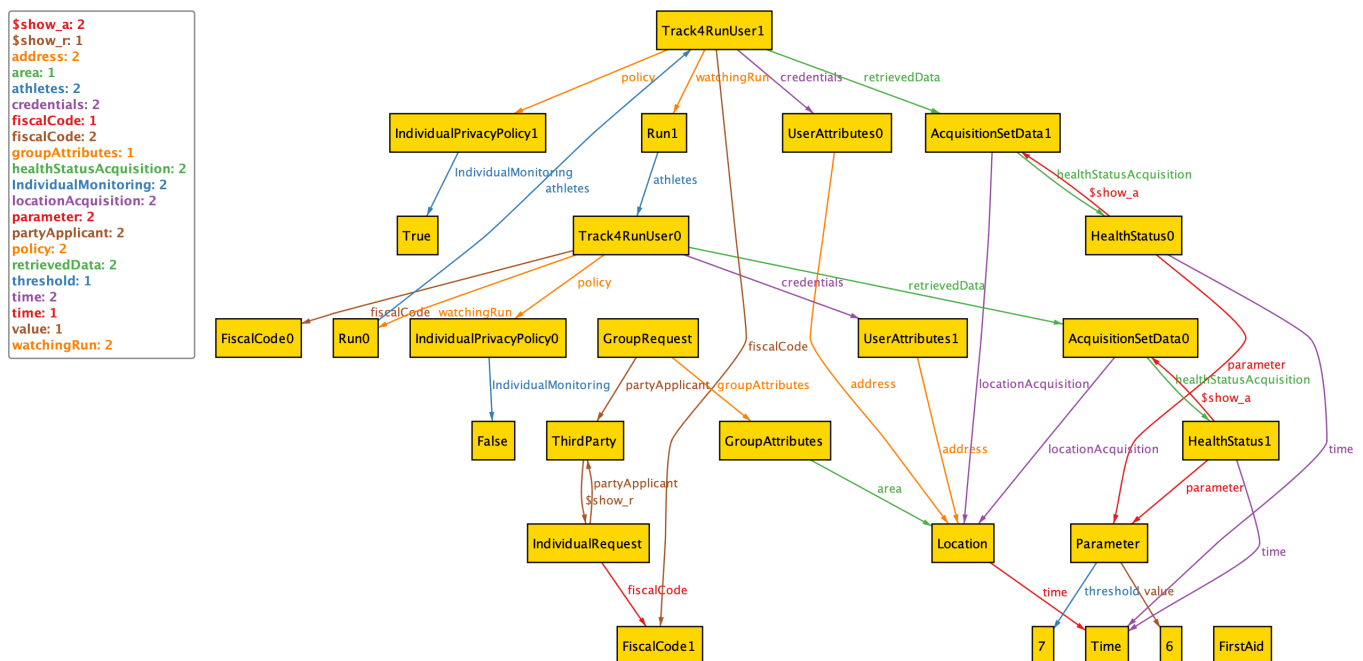 $show_a: 2
$show_r: 1
address: 2
area: 1
athletes: 2
credentials: 2
fiscalCode: 1
fiscalCode: 2
groupAttributes: 1
healthStatusAcquisition: 2
IndividualMonitoring: 2
locationAcquisition: 2
parameter: 2
partyApplicant: 2
policy: 2
retrievedData: 2
threshold: 1
time: 2
time: 1
value: 1
watchingRun: 2
Track4RunUser1
policy watchingRun credentials retrievedData
IndividualPrivacyPolicy1 Run1 UserAttributes0 AcquisitionSetData1
IndividualMonitoring athletes healthStatusAcquisition
athletes $show_a
True Track4RunUser0 HealthStatus0
policy credentials retrievedData
fiscalCode watchingRun
FiscalCode0 Run0 IndividualPrivacyPolicy0 GroupRequest fiscalCode UserAttributes1 AcquisitionSetData0
parameter
IndividualMonitoring partyApplicant groupAttributes address locationAcquisition healthStatusAcquisition
$show_a
False ThirdParty GroupAttributes address locationAcquisition HealthStatus1 time
partyApplicant area parameter
$show_r
IndividualRequest Location Parameter time
fiscalCode time threshold value
FiscalCode1 7 Time 6 FirstAid